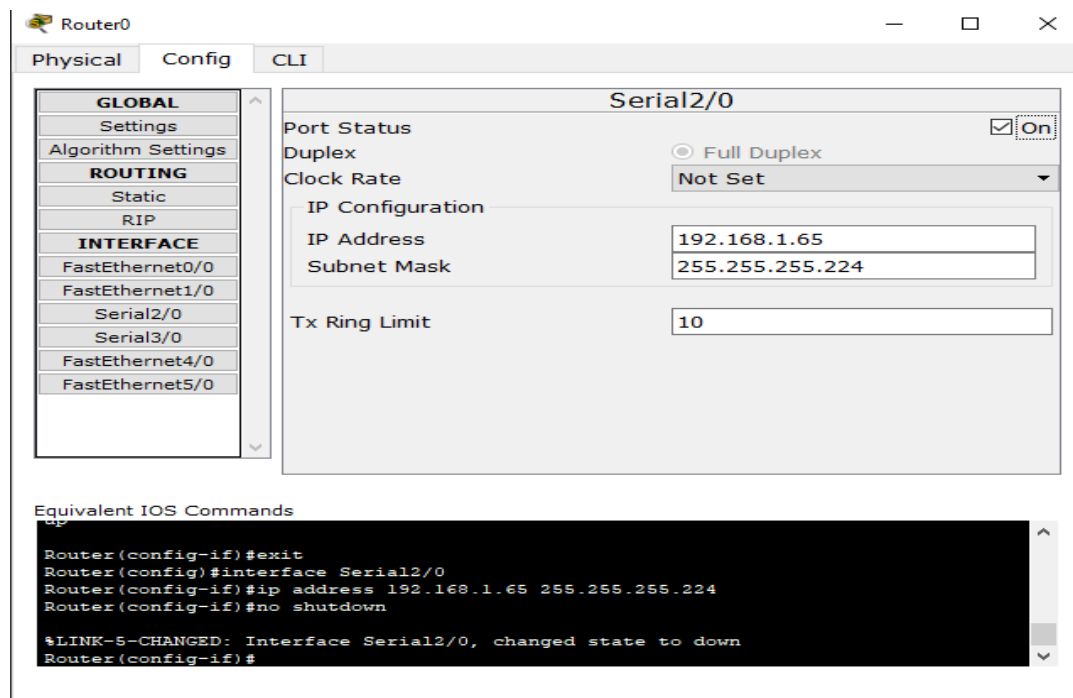 Router0
Physical Config CLI
GLOBAL
Settings
Algorithm Settings
ROUTING
Static
RIP
INTERFACE
FastEthernet0/0
FastEthernet1/0
Serial2/0
Serial3/0
FastEthernet4/0
FastEthernet5/0
Serial2/0
Port Status On
Duplex Full Duplex
Clock Rate Not Set
IP Configuration
IP Address 192.168.1.65
Subnet Mask 255.255.255.224
Tx Ring Limit 10
Equivalent IOS Commands
up
Router(config-if)#exit
Router(config)#interface Serial2/0
Router(config-if)#ip address 192.168.1.65 255.255.255.224
Router(config-if)#no shutdown
%LINK-5-CHANGED: Interface Serial2/0, changed state to down
Router(config-if)#